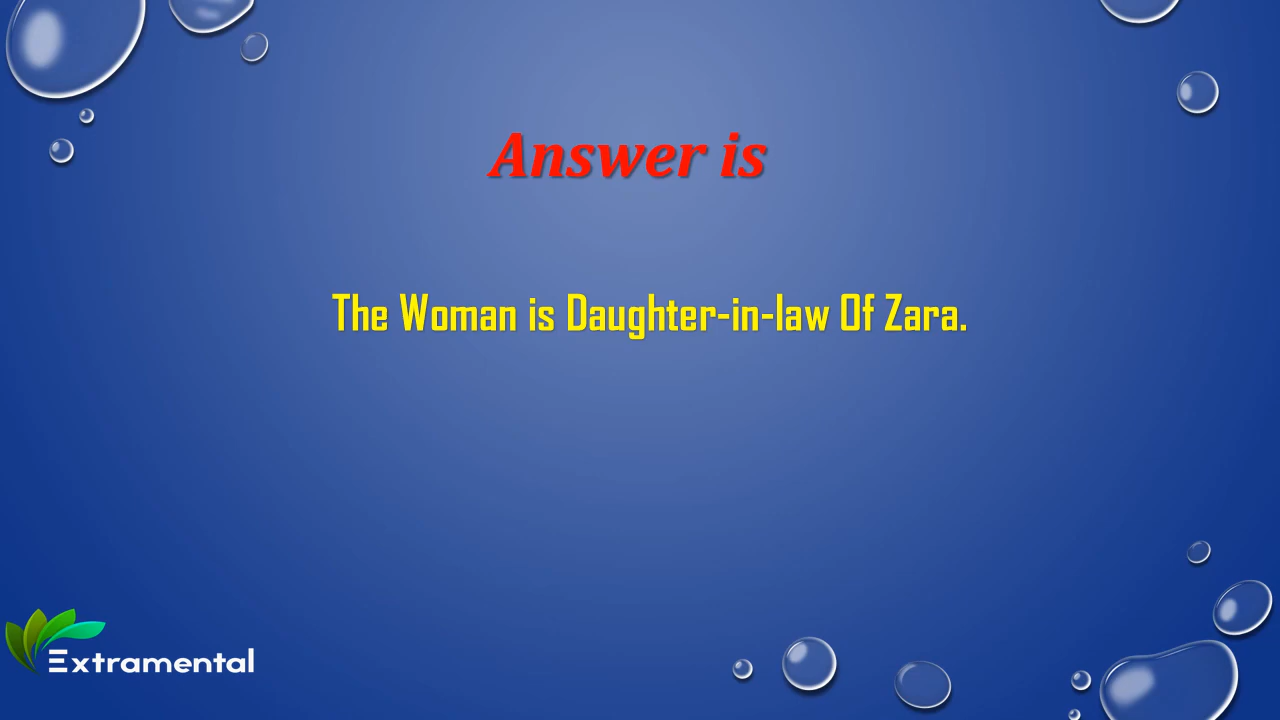 Answer is
The Woman is Daughter-in-law Of Zara.
Extramental